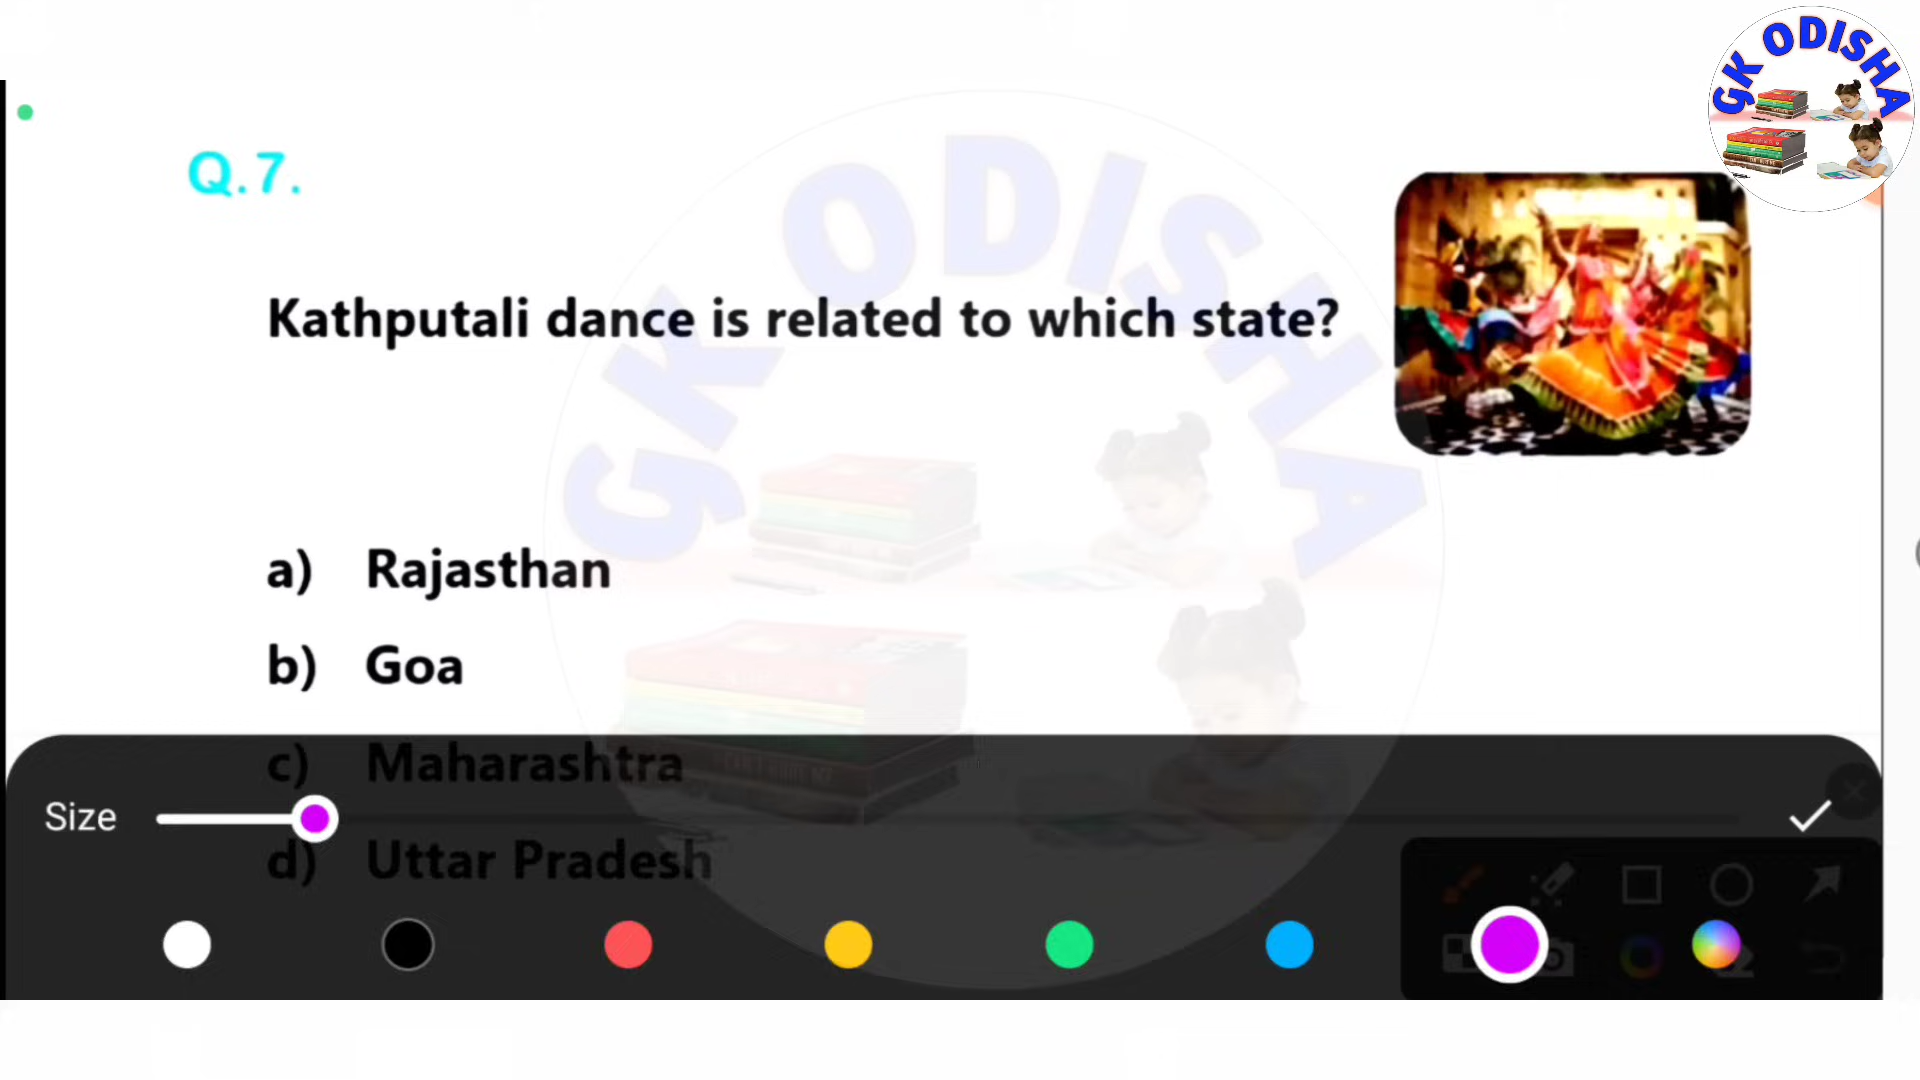 GK ODISHA
Q.7.
Kathputali dance is related to which state?
GK ODISHA
a) Rajasthan
b) Goa
c) Maharashtra
Size
d) Uttar Pradesh